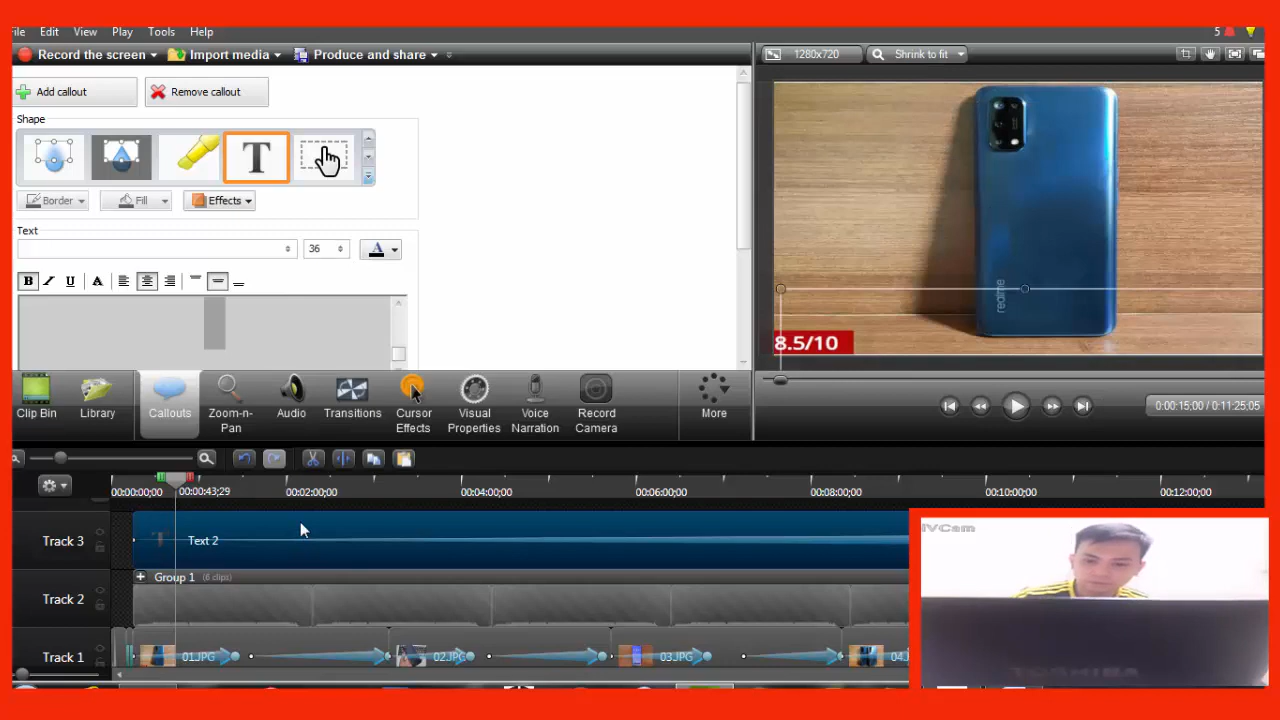 ile Edit View Play Tools Help 5
Record the screen Import media Produce and share 1280x720 Shrink to fit
Add callout Remove callout
Shape
T
Border Fill Effects
Text
36 A
B I U A
realme
8.5/10
Clip Bin Library Callouts Zoom-n-Pan Audio Transitions Cursor Effects Visual Properties Voice Narration Record Camera More
0:00:15;00 / 0:11:25;05
00:00:00;00 00:00:43;29 00:02:00;00 00:04:00;00 00:06:00;00 00:08:00;00 00:10:00;00 00:12:00;00
Track 3 T Text 2
Group 1 (6 clips)
Track 2
Track 1 01.JPG 02.JPG 03.JPG 04.J
IVCam
TOSHIBA